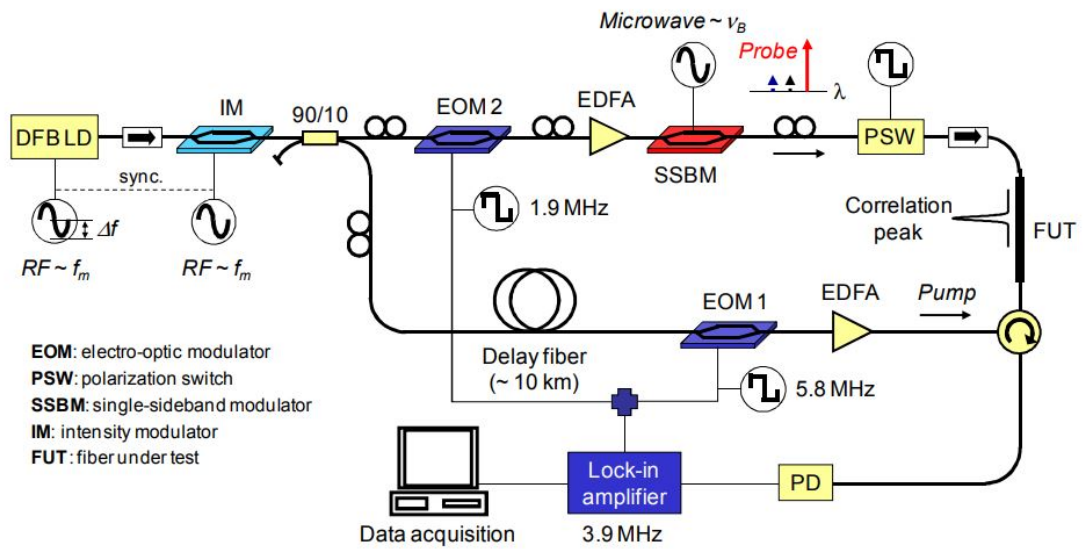 Microwave ~ νB
Probe
λ
IM
90/10
EOM 2
EDFA
DFB LD
SSBM
PSW
sync.
Δf
RF ~ fm
RF ~ fm
1.9 MHz
Correlation
peak
FUT
EOM 1
EDFA
Pump
Delay fiber
(~ 10 km)
5.8 MHz
EOM: electro-optic modulator
PSW: polarization switch
SSBM: single-sideband modulator
IM: intensity modulator
FUT: fiber under test
Lock-in
amplifier
PD
Data acquisition
3.9 MHz